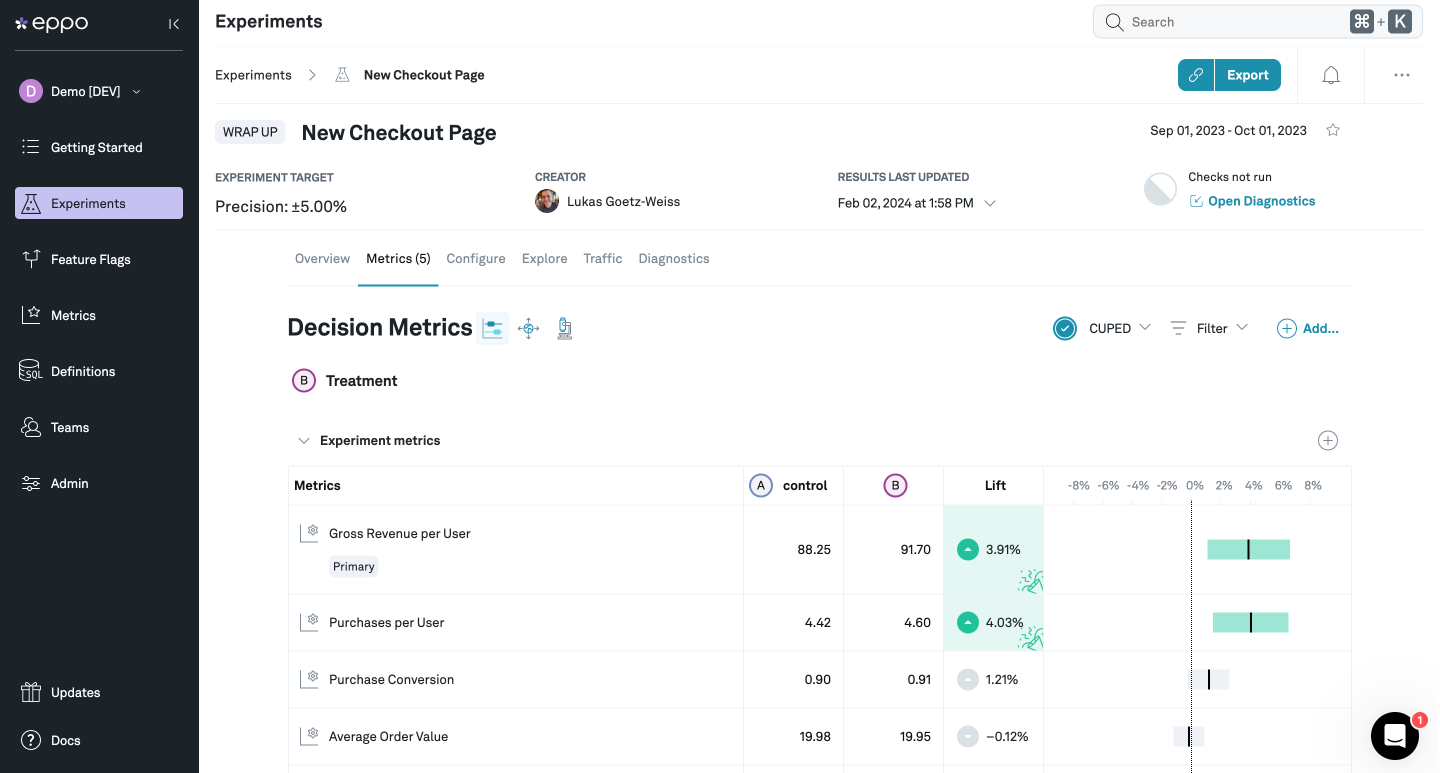 eppo
Demo [DEV]
Getting Started
Experiments
Feature Flags
Metrics
SQL
Definitions
Teams
Admin
Updates
Docs
Experiments
Search
⌘ + K
Experiments
New Checkout Page
Export
WRAP UP
New Checkout Page
Sep 01, 2023 - Oct 01, 2023
EXPERIMENT TARGET
Precision: ±5.00%
CREATOR
Lukas Goetz-Weiss
RESULTS LAST UPDATED
Feb 02, 2024 at 1:58 PM
Checks not run
Open Diagnostics
Overview Metrics (5) Configure Explore Traffic Diagnostics
Decision Metrics
CUPED Filter Add...
B Treatment
Experiment metrics
Metrics A control B Lift -8% -6% -4% -2% 0% 2% 4% 6% 8%
Gross Revenue per User 88.25 91.70 3.91%
Primary
Purchases per User 4.42 4.60 4.03%
Purchase Conversion 0.90 0.91 1.21%
Average Order Value 19.98 19.95 −0.12%
D
?
1